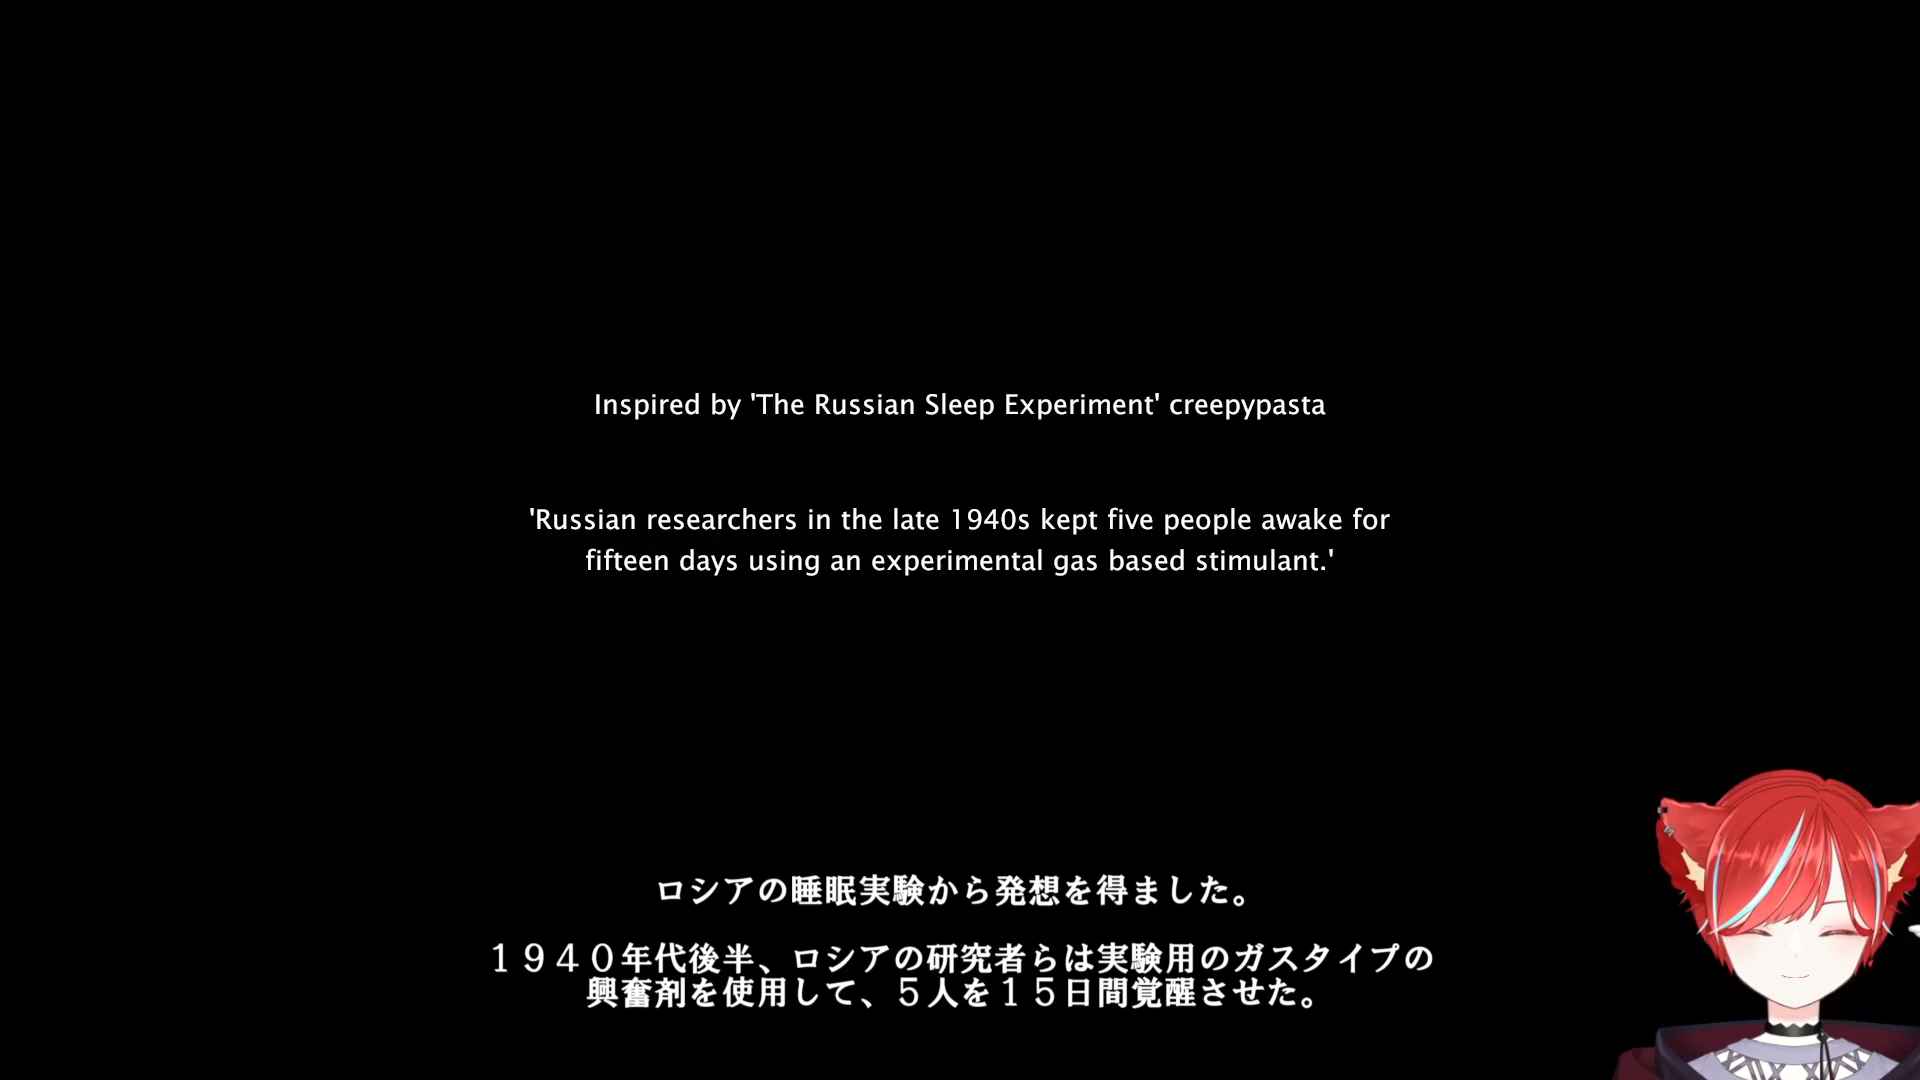 Inspired by 'The Russian Sleep Experiment' creepypasta
'Russian researchers in the late 1940s kept five people awake for
fifteen days using an experimental gas based stimulant.'
ロシアの睡眠実験から発想を得ました。
１９４０年代後半、ロシアの研究者らは実験用のガスタイプの
興奮剤を使用して、５人を１５日間覚醒させた。